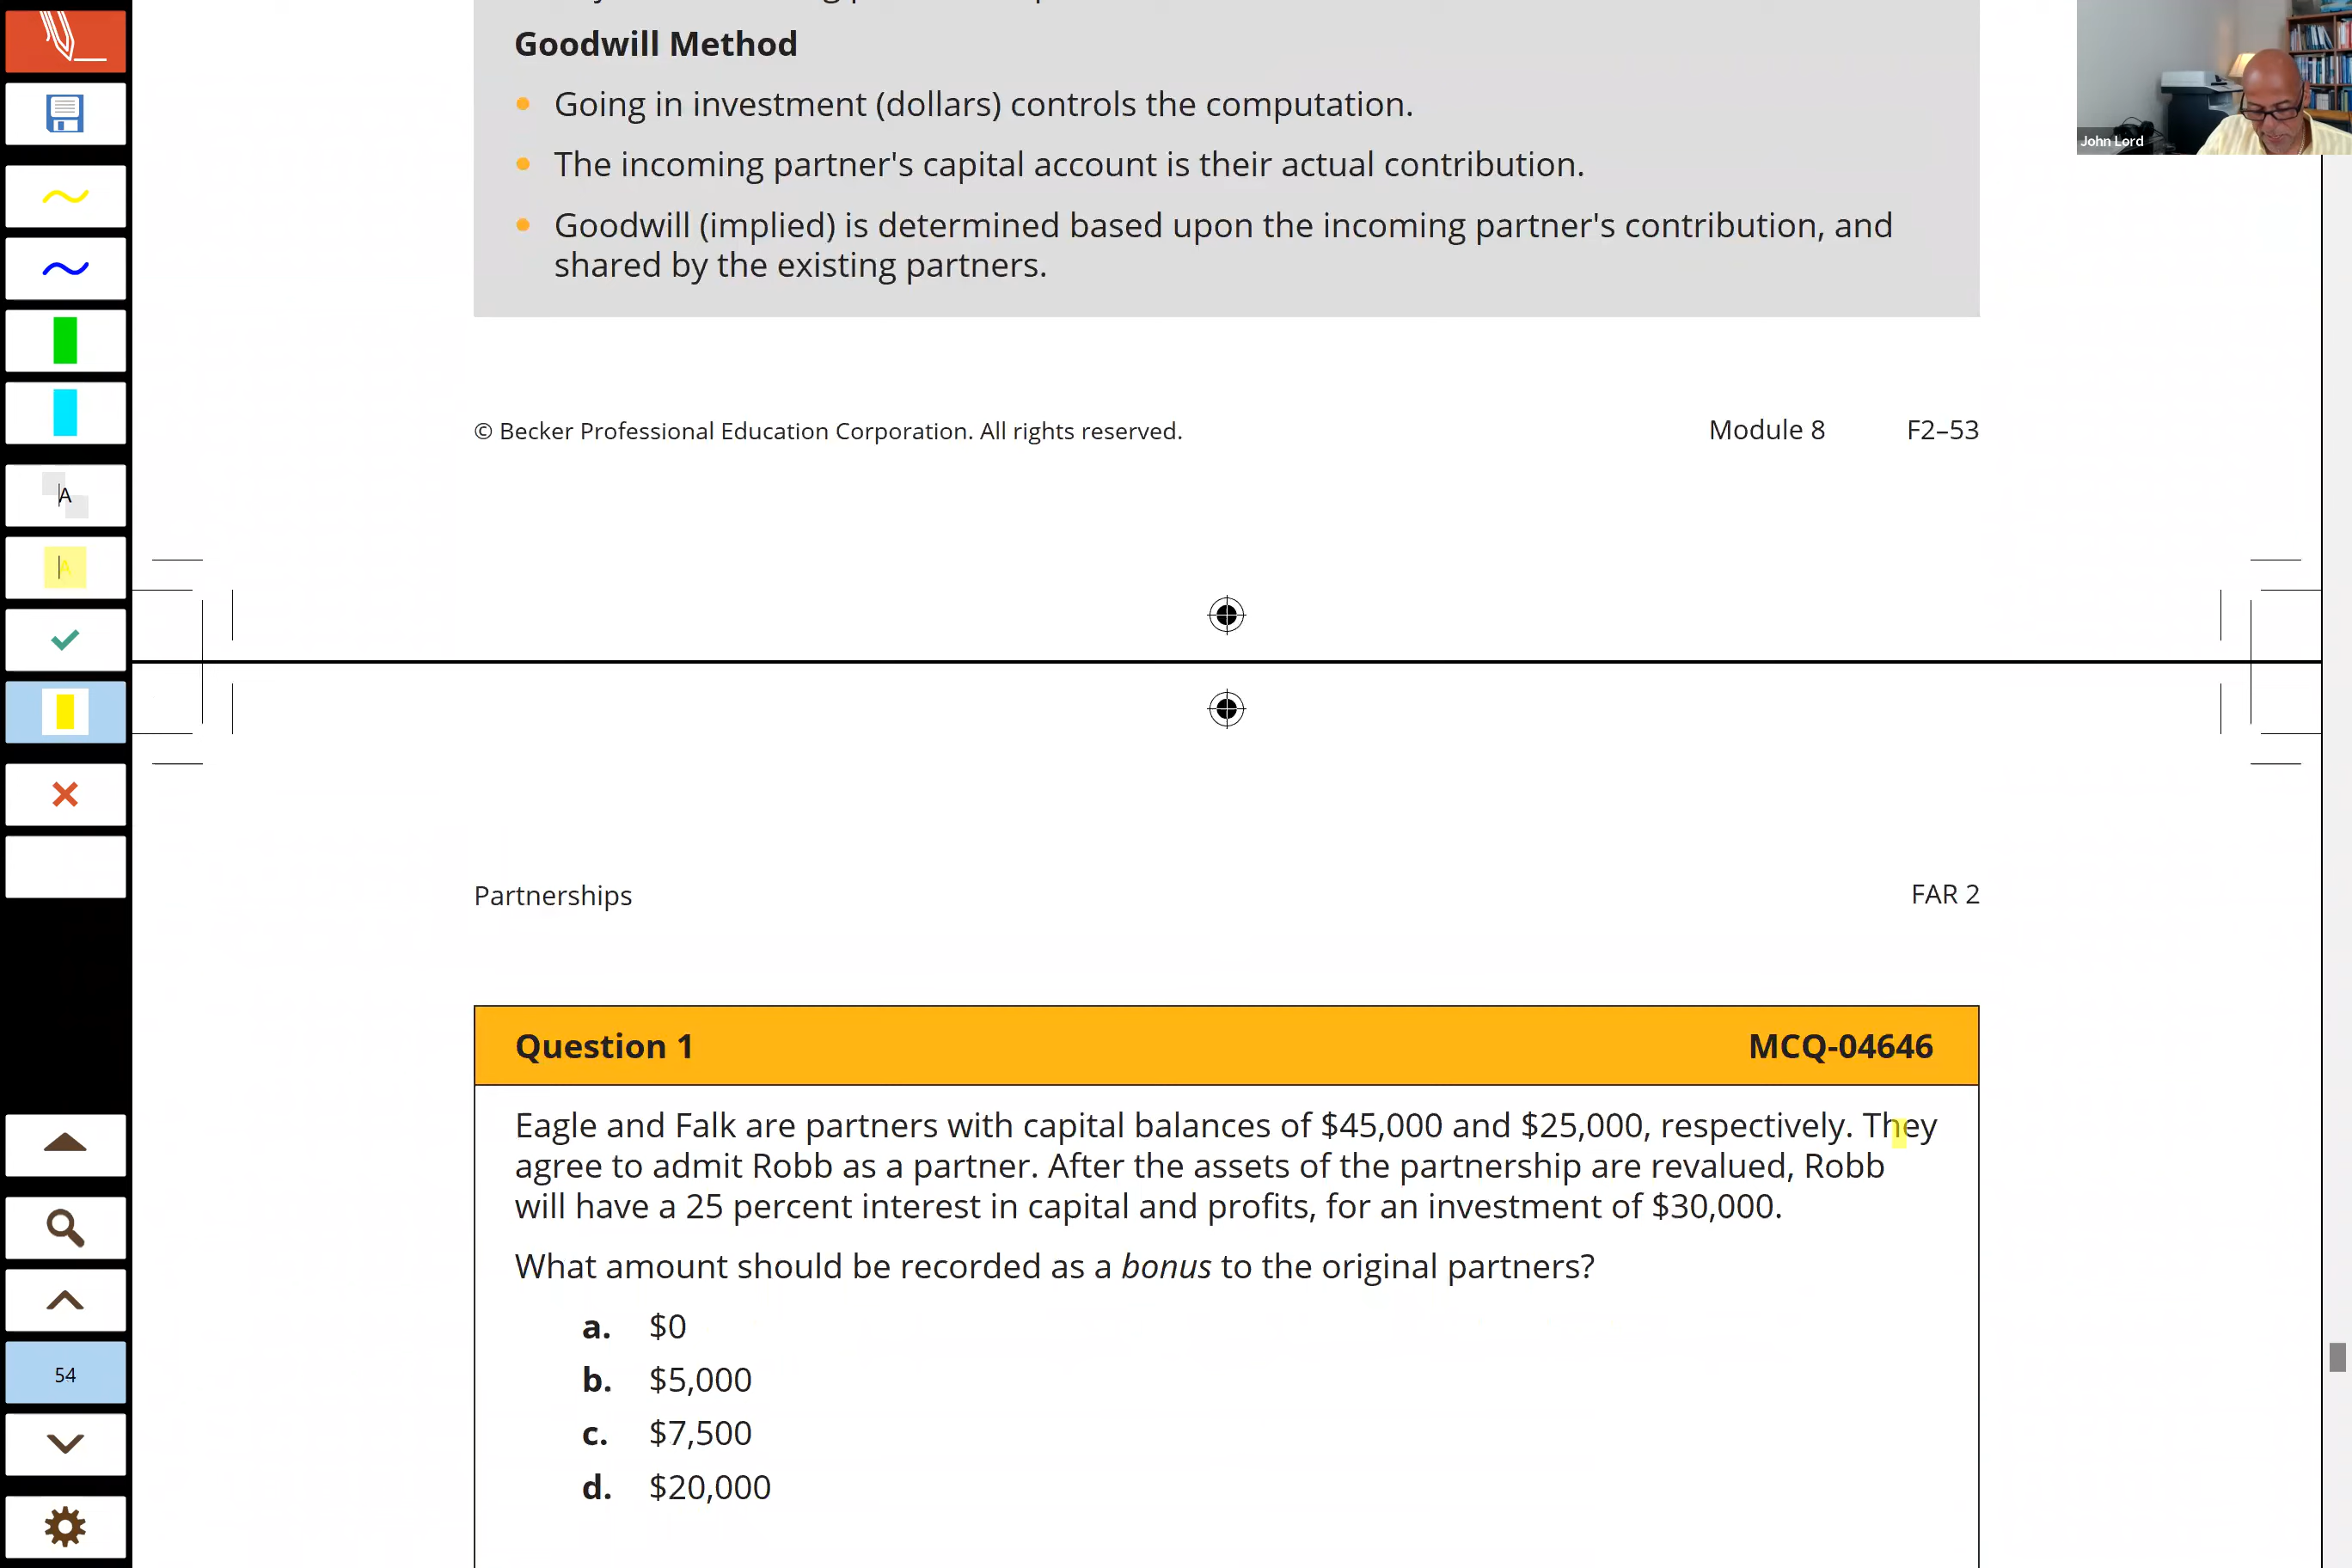 Goodwill Method
• Going in investment (dollars) controls the computation.
• The incoming partner's capital account is their actual contribution.
• Goodwill (implied) is determined based upon the incoming partner's contribution, and
shared by the existing partners.
© Becker Professional Education Corporation. All rights reserved.
Module 8 F2–53
John Lord
A
A
Partnerships
FAR 2
Question 1 MCQ-04646
Eagle and Falk are partners with capital balances of $45,000 and $25,000, respectively. They
agree to admit Robb as a partner. After the assets of the partnership are revalued, Robb
will have a 25 percent interest in capital and profits, for an investment of $30,000.
What amount should be recorded as a bonus to the original partners?
a. $0
b. $5,000
c. $7,500
d. $20,000
54